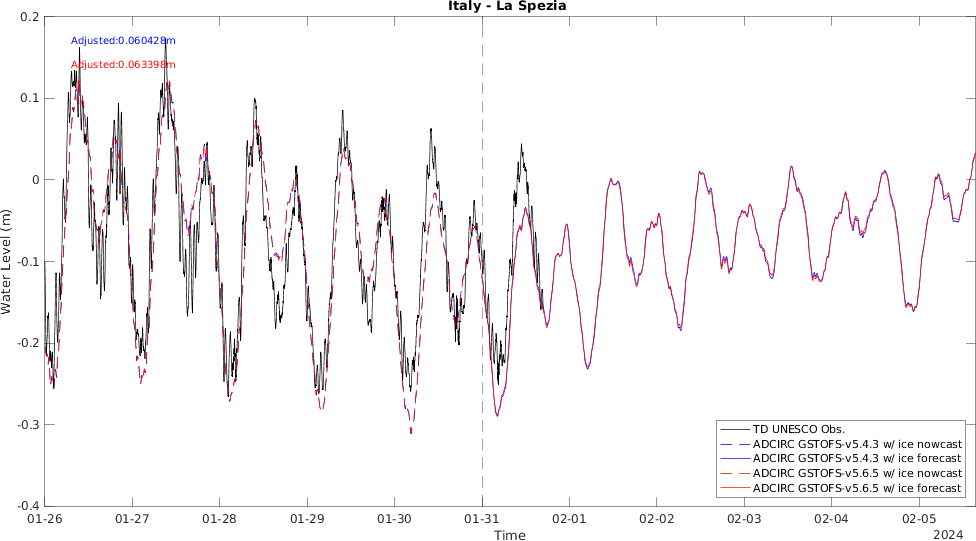 Italy - La Spezia
Adjusted:0.060428m
Adjusted:0.063398m
Water Level (m)
0.2
0.1
0
-0.1
-0.2
-0.3
-0.4
TD UNESCO Obs.
ADCIRC GSTOFS-v5.4.3 w/ ice nowcast
ADCIRC GSTOFS-v5.4.3 w/ ice forecast
ADCIRC GSTOFS-v5.6.5 w/ ice nowcast
ADCIRC GSTOFS-v5.6.5 w/ ice forecast
01-26 01-27 01-28 01-29 01-30 01-31 02-01 02-02 02-03 02-04 02-05
Time
2024